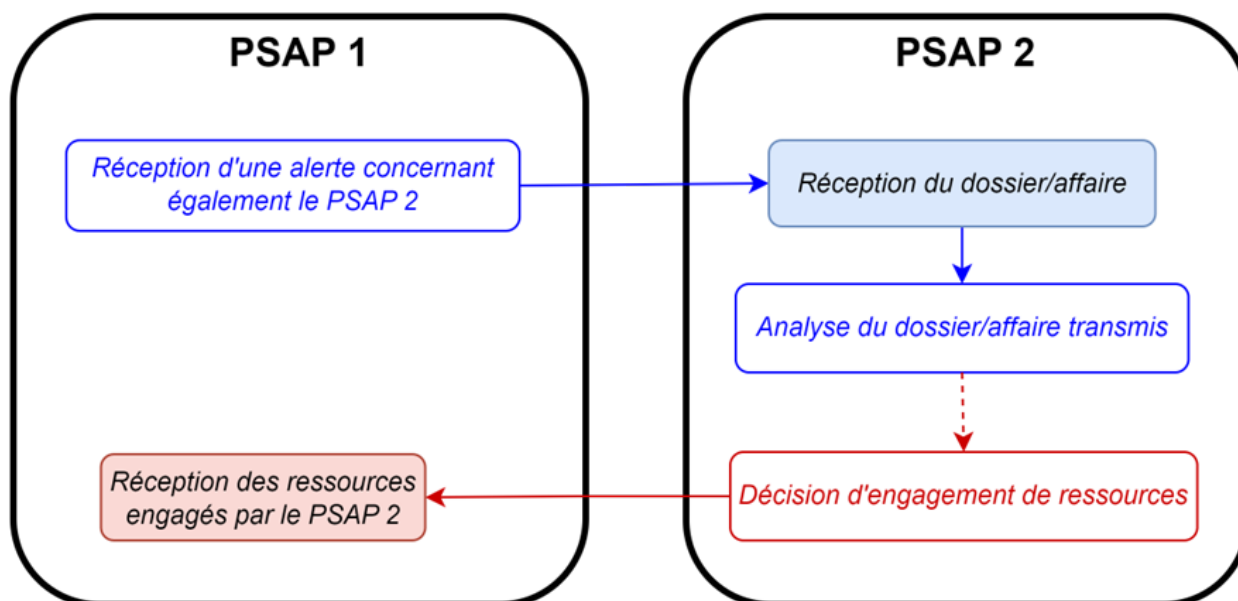 PSAP 1
Réception d'une alerte concernant
également le PSAP 2
Réception des ressources
engagés par le PSAP 2
PSAP 2
Réception du dossier/affaire
Analyse du dossier/affaire transmis
Décision d'engagement de ressources